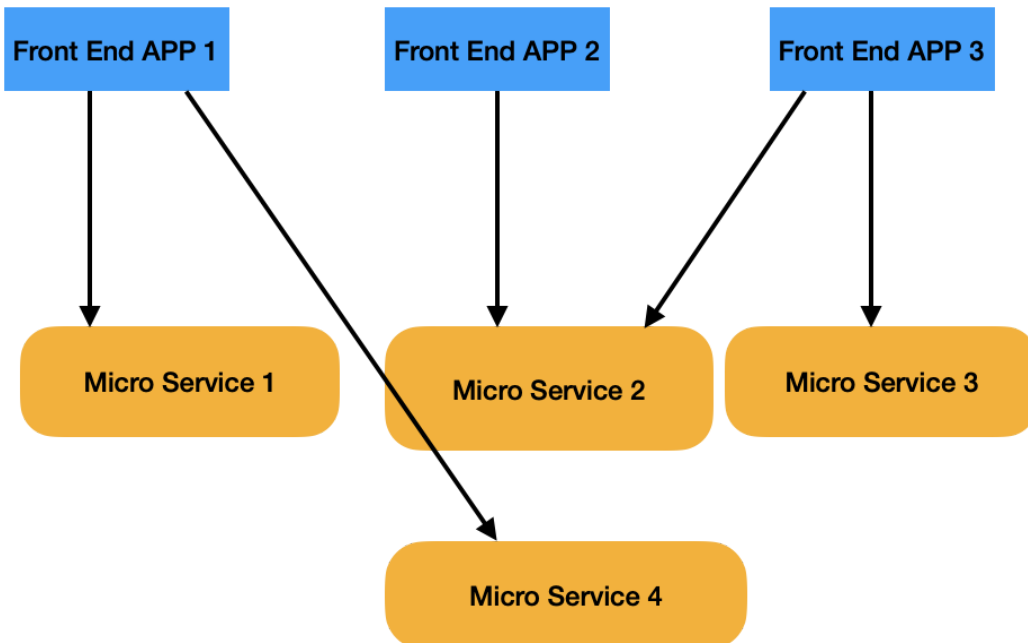 Front End APP 1
Front End APP 2
Front End APP 3
Micro Service 1
Micro Service 2
Micro Service 3
Micro Service 4